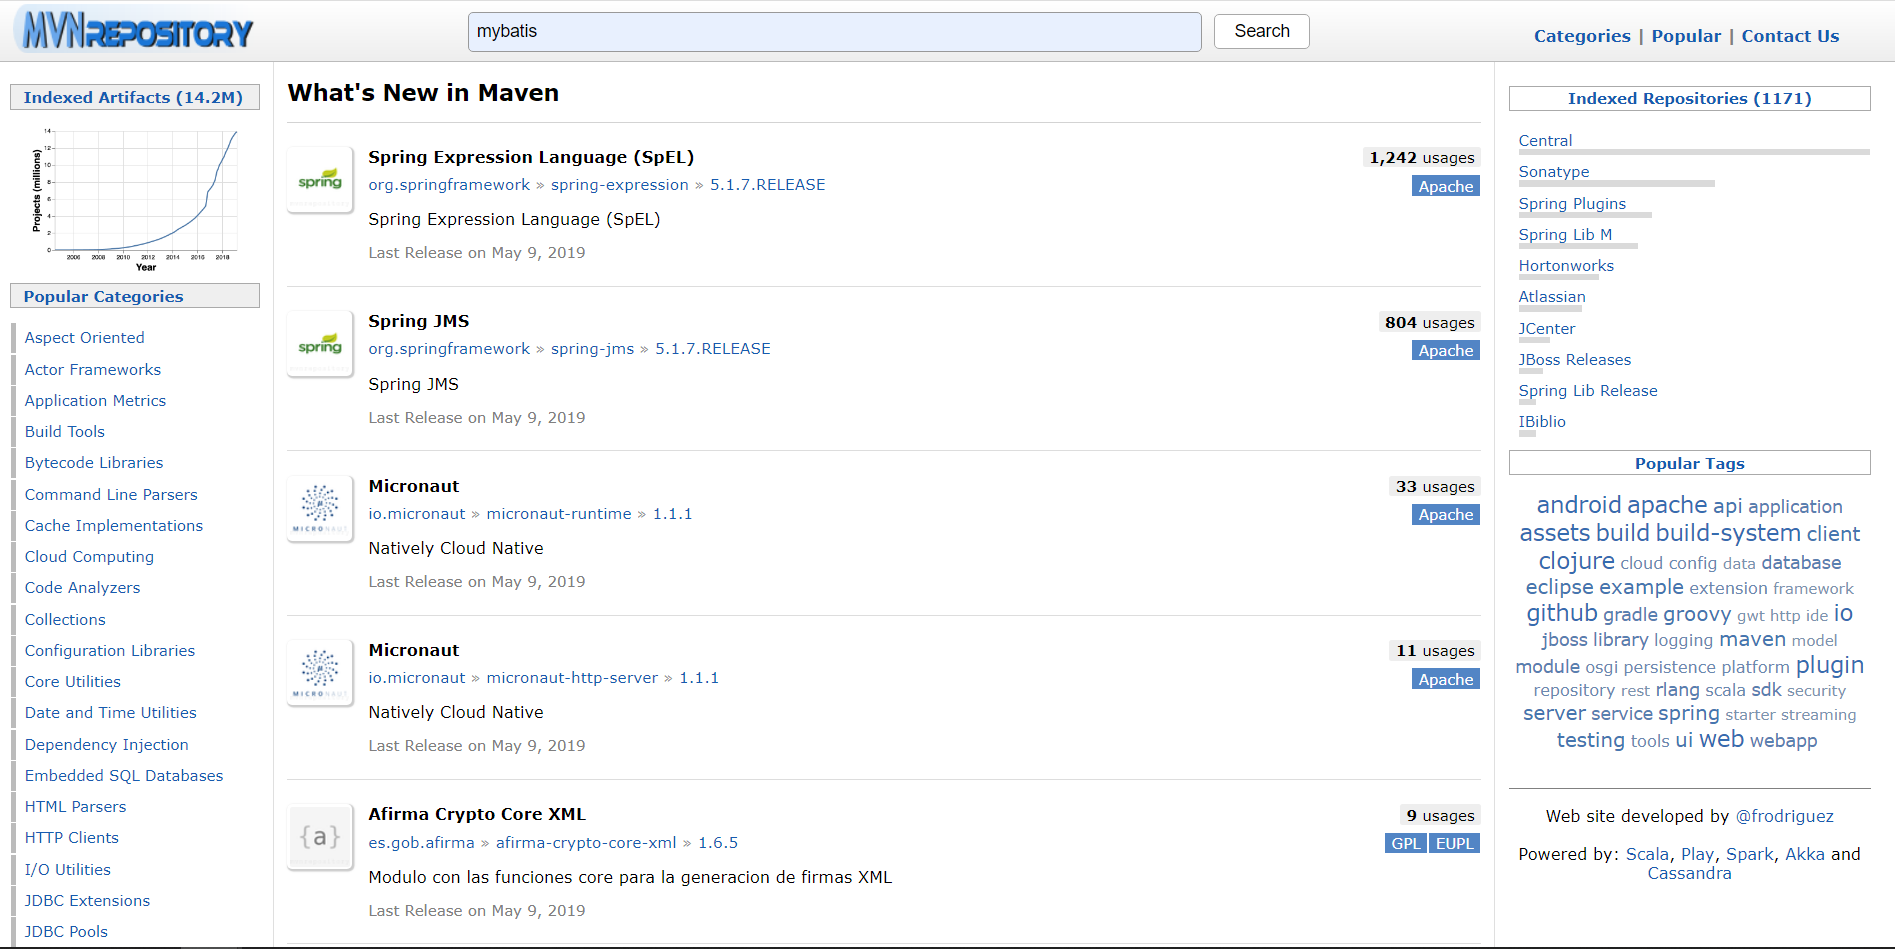 MVNREPOSITORY
mybatis
Search
Categories | Popular | Contact Us
Indexed Artifacts (14.2M)
Projects (millions)
14
12
10
8
6
4
2
0
2006 2008 2010 2012 2014 2016 2018
Year
Popular Categories
Aspect Oriented
Actor Frameworks
Application Metrics
Build Tools
Bytecode Libraries
Command Line Parsers
Cache Implementations
Cloud Computing
Code Analyzers
Collections
Configuration Libraries
Core Utilities
Date and Time Utilities
Dependency Injection
Embedded SQL Databases
HTML Parsers
HTTP Clients
I/O Utilities
JDBC Extensions
JDBC Pools
What's New in Maven
spring
Spring Expression Language (SpEL)
1,242 usages
org.springframework » spring-expression » 5.1.7.RELEASE
Apache
Spring Expression Language (SpEL)
Last Release on May 9, 2019
spring
Spring JMS
804 usages
org.springframework » spring-jms » 5.1.7.RELEASE
Apache
Spring JMS
Last Release on May 9, 2019
MICRONAUT
Micronaut
33 usages
io.micronaut » micronaut-runtime » 1.1.1
Apache
Natively Cloud Native
Last Release on May 9, 2019
MICRONAUT
Micronaut
11 usages
io.micronaut » micronaut-http-server » 1.1.1
Apache
Natively Cloud Native
Last Release on May 9, 2019
{a}
Afirma Crypto Core XML
9 usages
es.gob.afirma » afirma-crypto-core-xml » 1.6.5
GPL EUPL
Modulo con las funciones core para la generacion de firmas XML
Last Release on May 9, 2019
Indexed Repositories (1171)
Central
Sonatype
Spring Plugins
Spring Lib M
Hortonworks
Atlassian
JCenter
JBoss Releases
Spring Lib Release
IBiblio
Popular Tags
android apache api application
assets build build-system client
clojure cloud config data database
eclipse example extension framework
github gradle groovy gwt http ide io
jboss library logging maven model
module osgi persistence platform plugin
repository rest rlang scala sdk security
server service spring starter streaming
testing tools ui web webapp
Web site developed by @frodriguez
Powered by: Scala, Play, Spark, Akka and
Cassandra